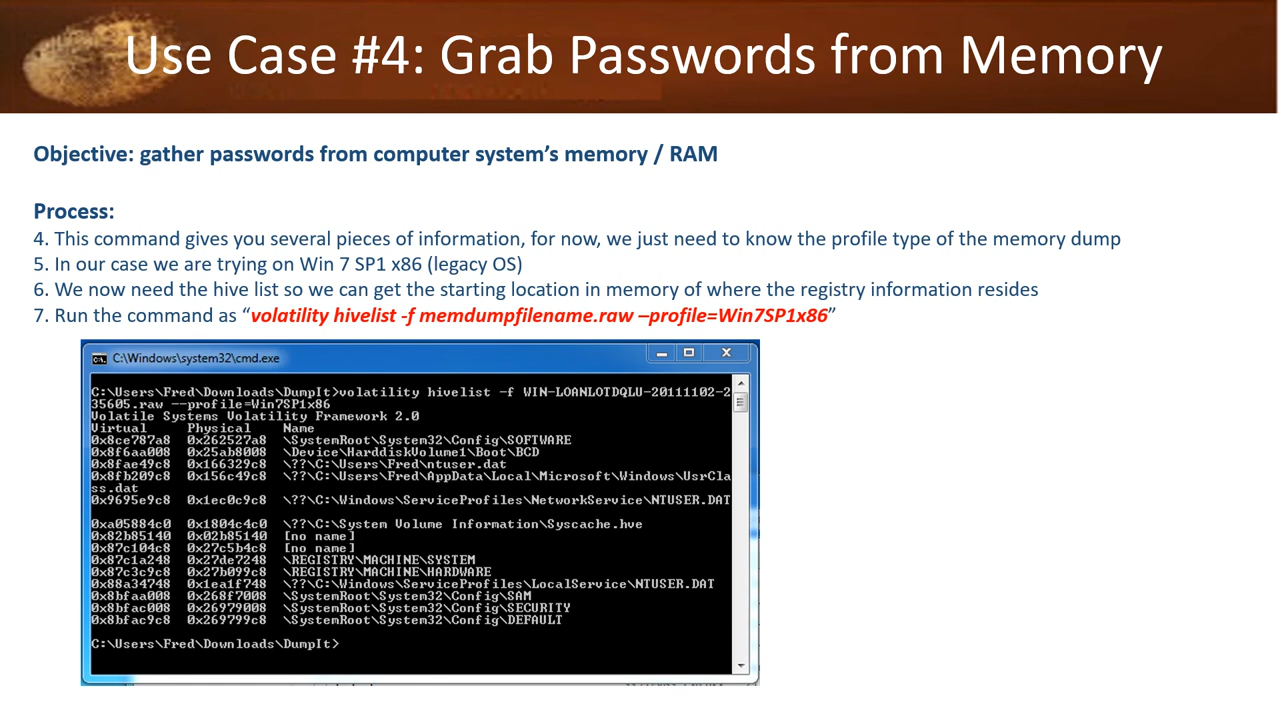 Use Case #4: Grab Passwords from Memory
Objective: gather passwords from computer system’s memory / RAM
Process:
4. This command gives you several pieces of information, for now, we just need to know the profile type of the memory dump
5. In our case we are trying on Win 7 SP1 x86 (legacy OS)
6. We now need the hive list so we can get the starting location in memory of where the registry information resides
7. Run the command as “volatility hivelist -f memdumpfilename.raw –profile=Win7SP1x86”
C:\Windows\system32\cmd.exe
C:\Users\Fred\Downloads\DumpIt>volatility hivelist -f WIN-LOANLOTDQLU-20111102-2
35605.raw --profile=Win7SP1x86
Volatile Systems Volatility Framework 2.0
Virtual Physical Name
0x8ce787a8 0x262527a8 \SystemRoot\System32\Config\SOFTWARE
0x8f6aa008 0x25ab8008 \Device\HarddiskVolume1\Boot\BCD
0x8fae49c8 0x166329c8 \??\C:\Users\Fred\ntuser.dat
0x8fb209c8 0x156c49c8 \??\C:\Users\Fred\AppData\Local\Microsoft\Windows\UsrCla
ss.dat
0x9695e9c8 0x1ec0c9c8 \??\C:\Windows\ServiceProfiles\NetworkService\NTUSER.DAT
0xa05884c0 0x1804c4c0 \??\C:\System Volume Information\Syscache.hve
0x82b85140 0x02b85140 [no name]
0x87c104c8 0x27c5b4c8 [no name]
0x87c1a248 0x27de7248 \REGISTRY\MACHINE\SYSTEM
0x87c3c9c8 0x27b099c8 \REGISTRY\MACHINE\HARDWARE
0x88a34748 0x1ea1f748 \??\C:\Windows\ServiceProfiles\LocalService\NTUSER.DAT
0x8bfaa008 0x268f7008 \SystemRoot\System32\Config\SAM
0x8bfac008 0x26979008 \SystemRoot\System32\Config\SECURITY
0x8bfac9c8 0x269799c8 \SystemRoot\System32\Config\DEFAULT
C:\Users\Fred\Downloads\DumpIt>